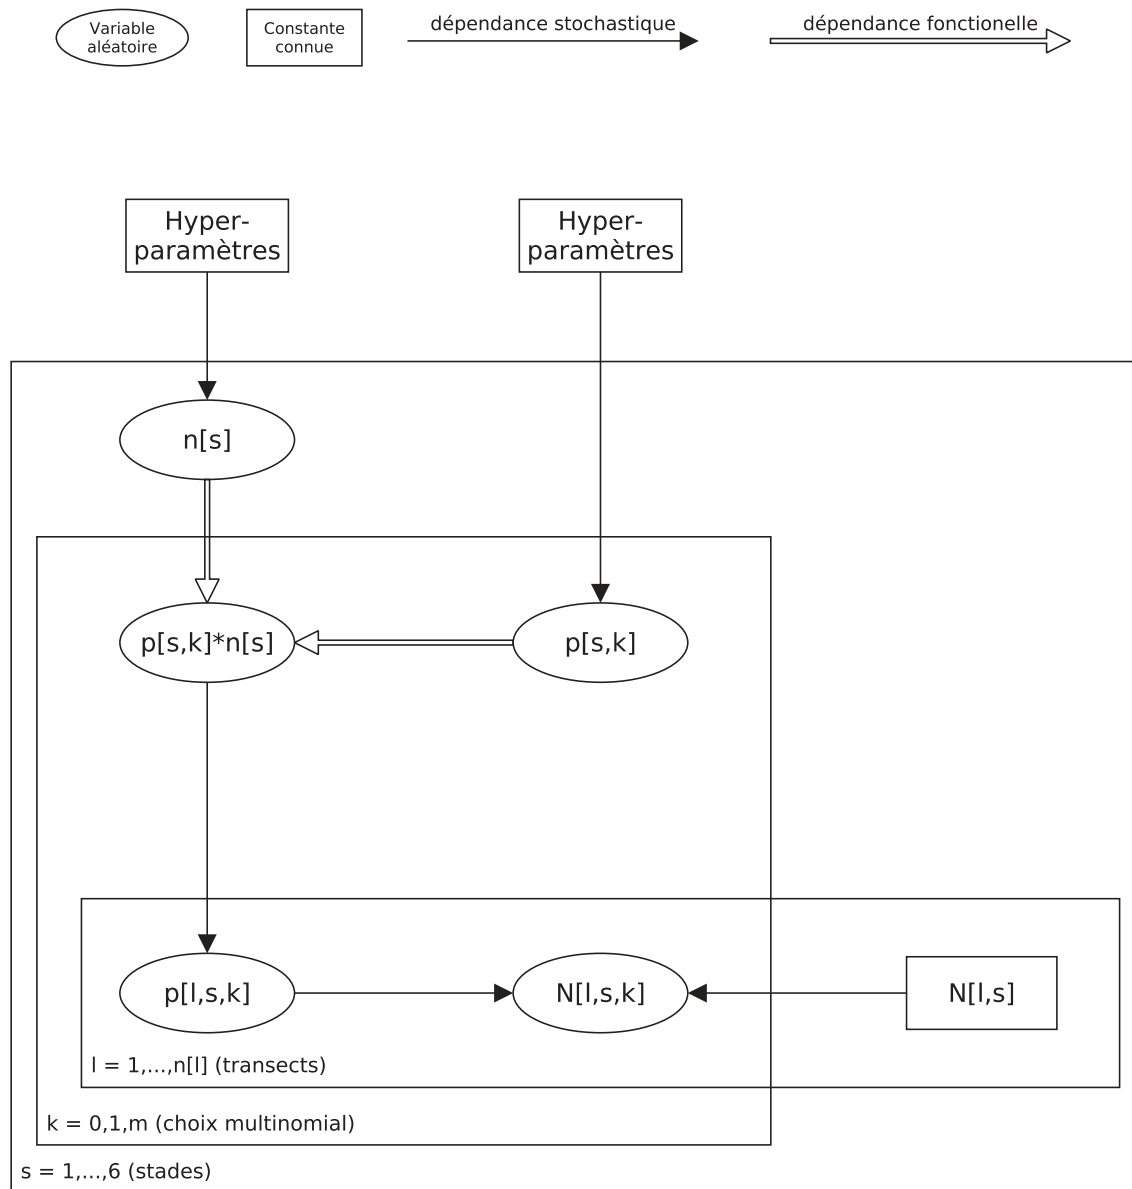 Variable
aléatoire
Constante
connue
dépendance stochastique
dépendance fonctionelle
Hyper-
paramètres
Hyper-
paramètres
n[s]
p[s,k]*n[s]
p[s,k]
p[l,s,k]
N[l,s,k]
N[l,s]
l = 1,...,n[l] (transects)
k = 0,1,m (choix multinomial)
s = 1,...,6 (stades)